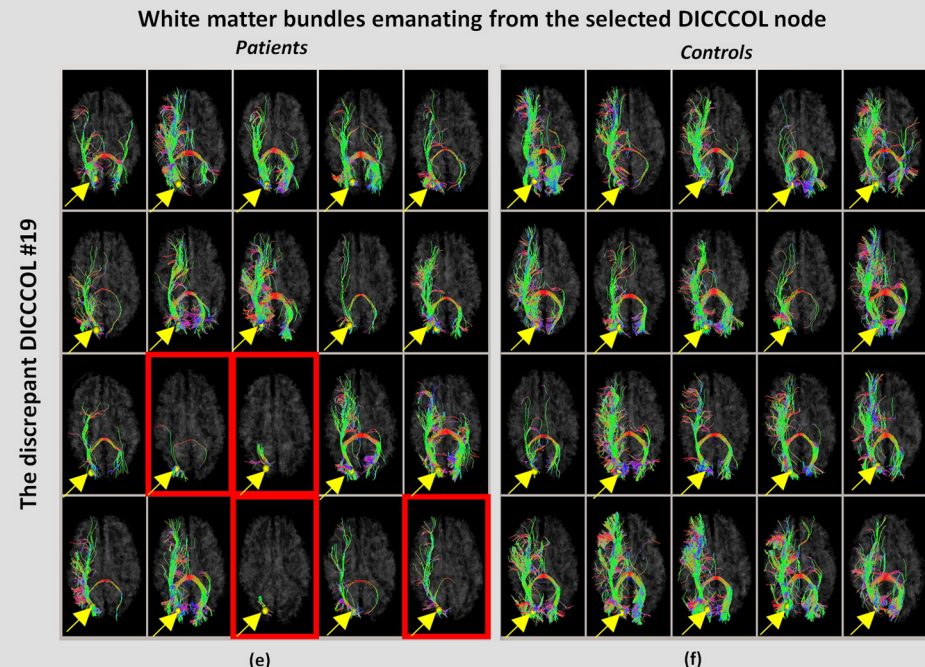 White matter bundles emanating from the selected DICCCOL node
Patients
Controls
The discrepant DICCCOL #19
(e)
(f)